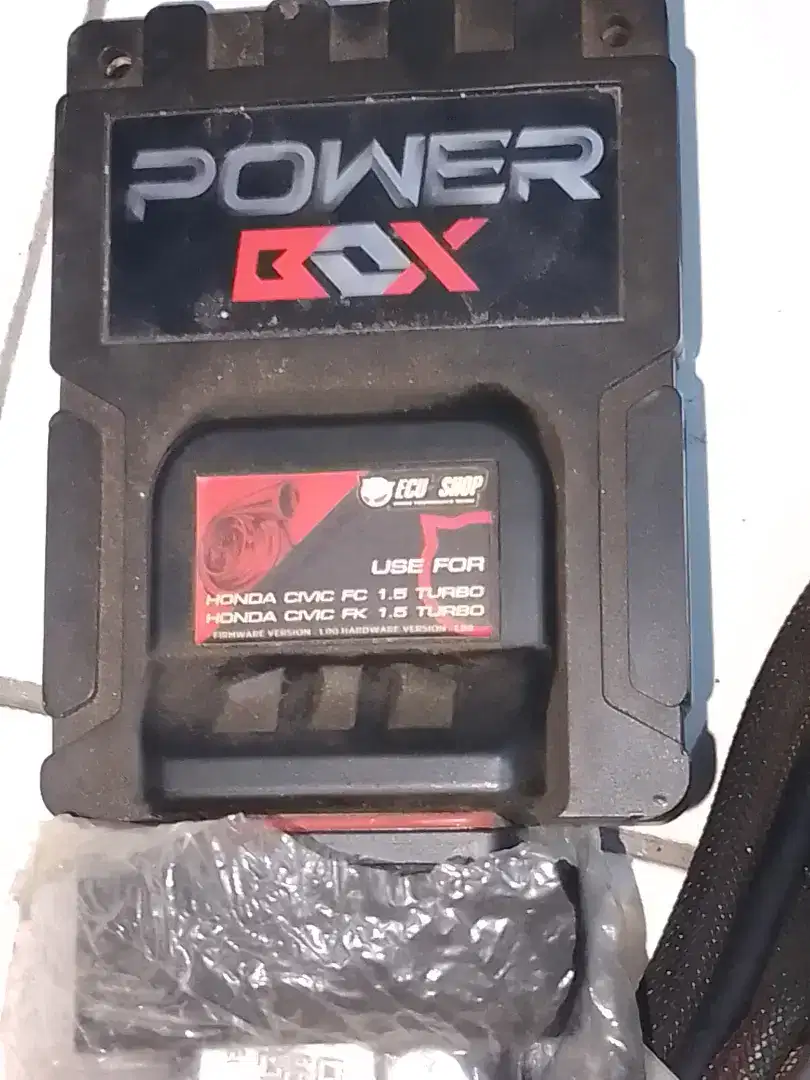 POWER
BOX
ECU SHOP
USE FOR
HONDA CIVIC FC 1.5 TURBO
HONDA CIVIC FK 1.5 TURBO
FIRMWARE VERSION : 1.00 HARDWARE VERSION : 1.00